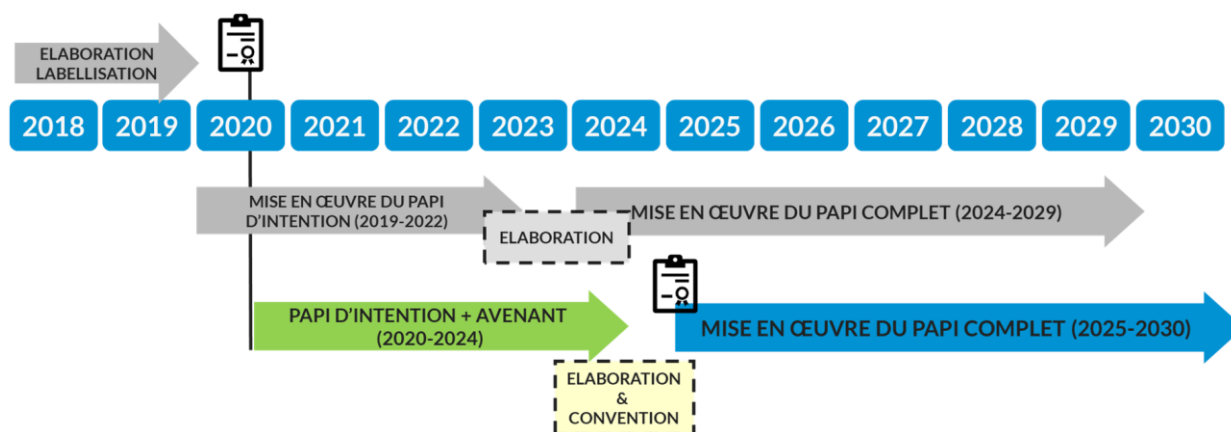 ELABORATION
LABELLISATION
2018 2019 2020 2021 2022 2023 2024 2025 2026 2027 2028 2029 2030
MISE EN ŒUVRE DU PAPI
D’INTENTION (2019-2022)
ELABORATION
MISE EN ŒUVRE DU PAPI COMPLET (2024-2029)
PAPI D’INTENTION + AVENANT
(2020-2024)
MISE EN ŒUVRE DU PAPI COMPLET (2025-2030)
ELABORATION
&
CONVENTION